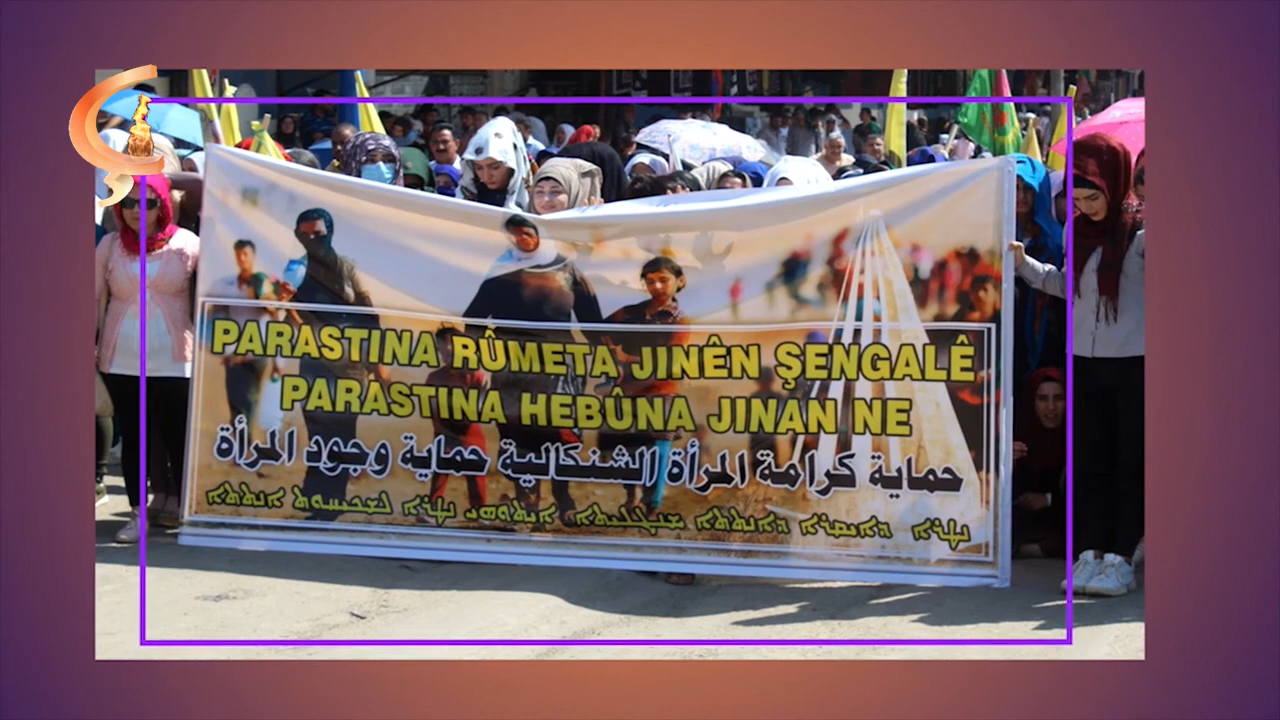 PARASTINA RÛMETA JINÊN ŞENGALÊ
PARASTINA HEBÛNA JINAN NE
حماية كرامة المرأة الشنكالية حماية وجود المرأة